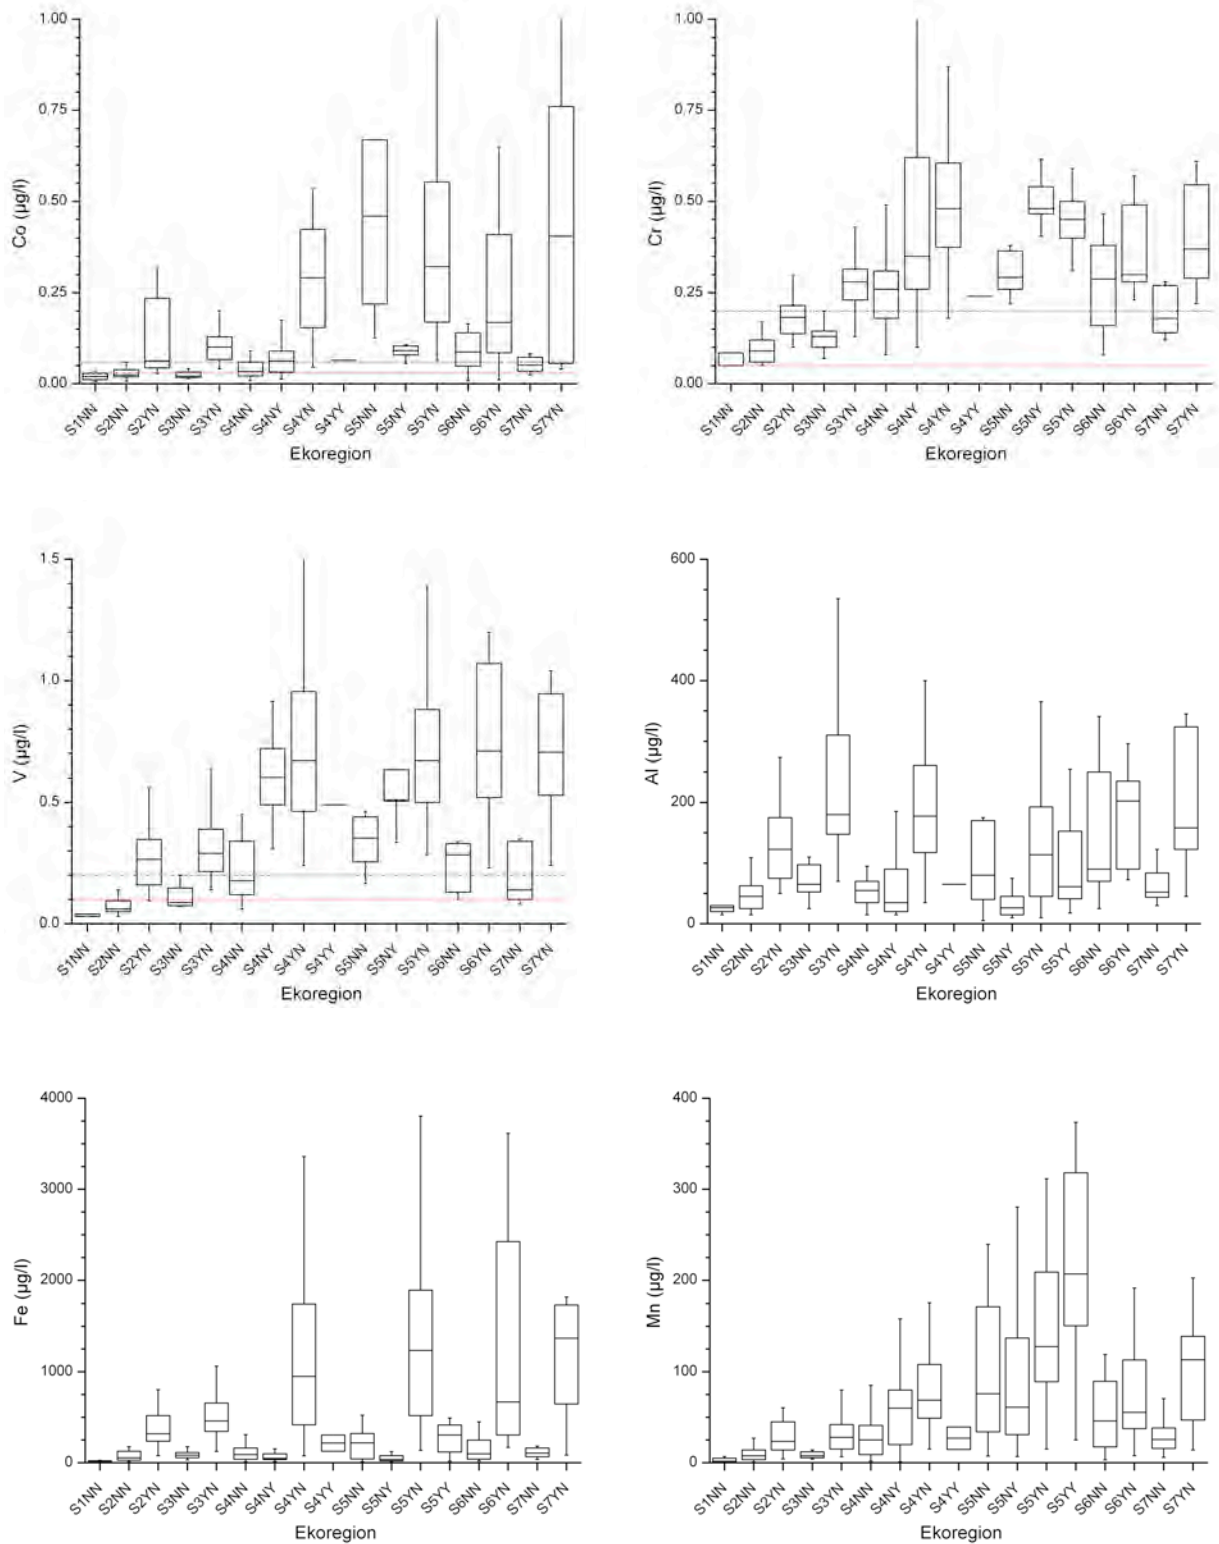 1.00
0.75
0.50
0.25
0.00
Co (µg/l)
S1NN S2NN S2YN S3NN S3YN S4NN S4NY S4YN S4YY S5NN S5NY S5YN S6NN S6YN S7NN S7YN
Ekoregion
1.00
0.75
0.50
0.25
0.00
Cr (µg/l)
S1NN S2NN S2YN S3NN S3YN S4NN S4NY S4YN S4YY S5NN S5NY S5YN S6NN S6YN S7NN S7YN
Ekoregion
1.5
1.0
0.5
0.0
V (µg/l)
S1NN S2NN S2YN S3NN S3YN S4NN S4NY S4YN S4YY S5NN S5NY S5YN S6NN S6YN S7NN S7YN
Ekoregion
600
400
200
0
Al (µg/l)
S1NN S2NN S2YN S3NN S3YN S4NN S4NY S4YN S4YY S5NN S5NY S5YN S5YY S6NN S6YN S7NN S7YN
Ekoregion
4000
3000
2000
1000
0
Fe (µg/l)
S1NN S2NN S2YN S3NN S3YN S4NN S4NY S4YN S4YY S5NN S5NY S5YN S5YY S6NN S6YN S7NN S7YN
Ekoregion
400
300
200
100
0
Mn (µg/l)
S1NN S2NN S2YN S3NN S3YN S4NN S4NY S4YN S4YY S5NN S5NY S5YN S5YY S6NN S6YN S7NN S7YN
Ekoregion